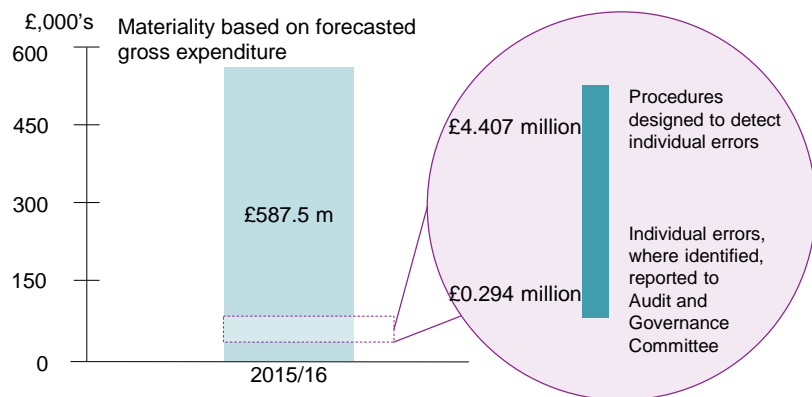 £,000's
Materiality based on forecasted
gross expenditure
600
450
300
150
0
£587.5 m
2015/16
£4.407 million
Procedures
designed to detect
individual errors
£0.294 million
Individual errors,
where identified,
reported to
Audit and
Governance
Committee